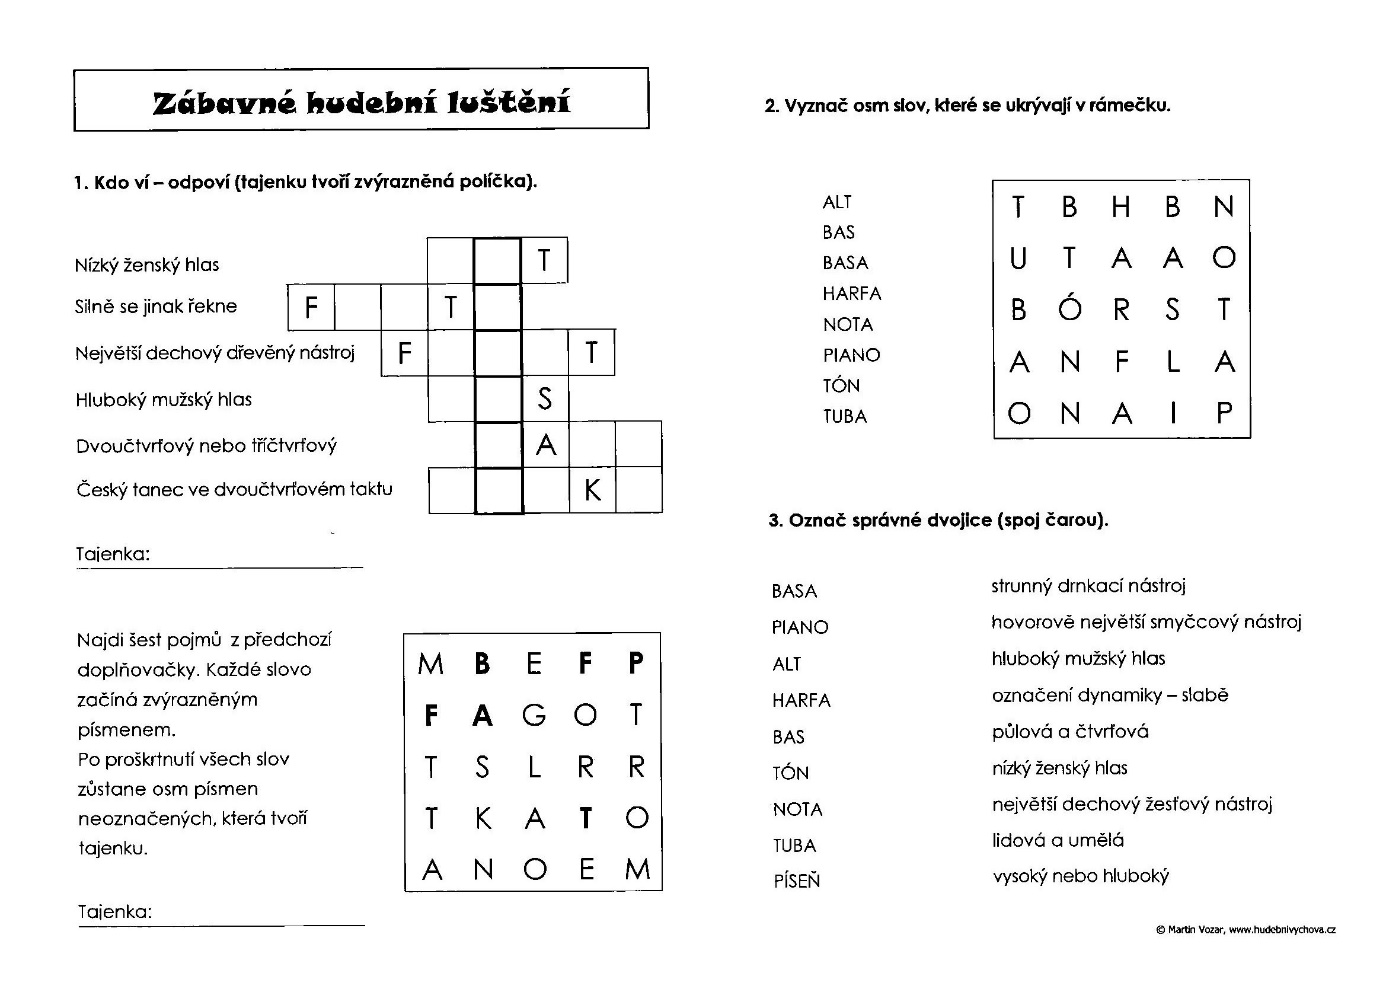 Zábavné hudební luštění
1. Kdo ví – odpoví (tajenku tvoří zvýrazněná políčka).
Nízký ženský hlas
T
Silně se jinak řekne
F T
Největší dechový dřevěný nástroj
F T
Hluboký mužský hlas
S
Dvoučtvrťový nebo tříčtvrťový
A
Český tanec ve dvoučtvrťovém taktu
K
Tajenka:
Najdi šest pojmů z předchozí
doplňovačky. Každé slovo
začíná zvýrazněným
písmenem.
Po proškrtnutí všech slov
zůstane osm písmen
neoznačených, která tvoří
tajenku.
M B E F P
F A G O T
T S L R R
T K A T O
A N O E M
Tajenka:
2. Vyznač osm slov, které se ukrývají v rámečku.
ALT
BAS
BASA
HARFA
NOTA
PIANO
TÓN
TUBA
T B H B N
U T A A O
B Ó R S T
A N F L A
O N A I P
3. Označ správné dvojice (spoj čarou).
BASA strunný drnkací nástroj
PIANO hovorově největší smyčcový nástroj
ALT hluboký mužský hlas
HARFA označení dynamiky – slabě
BAS půlová a čtvrťová
TÓN nízký ženský hlas
NOTA největší dechový žesťový nástroj
TUBA lidová a umělá
PÍSEŇ vysoký nebo hluboký
© Martin Vozar, www.hudebnivychova.cz